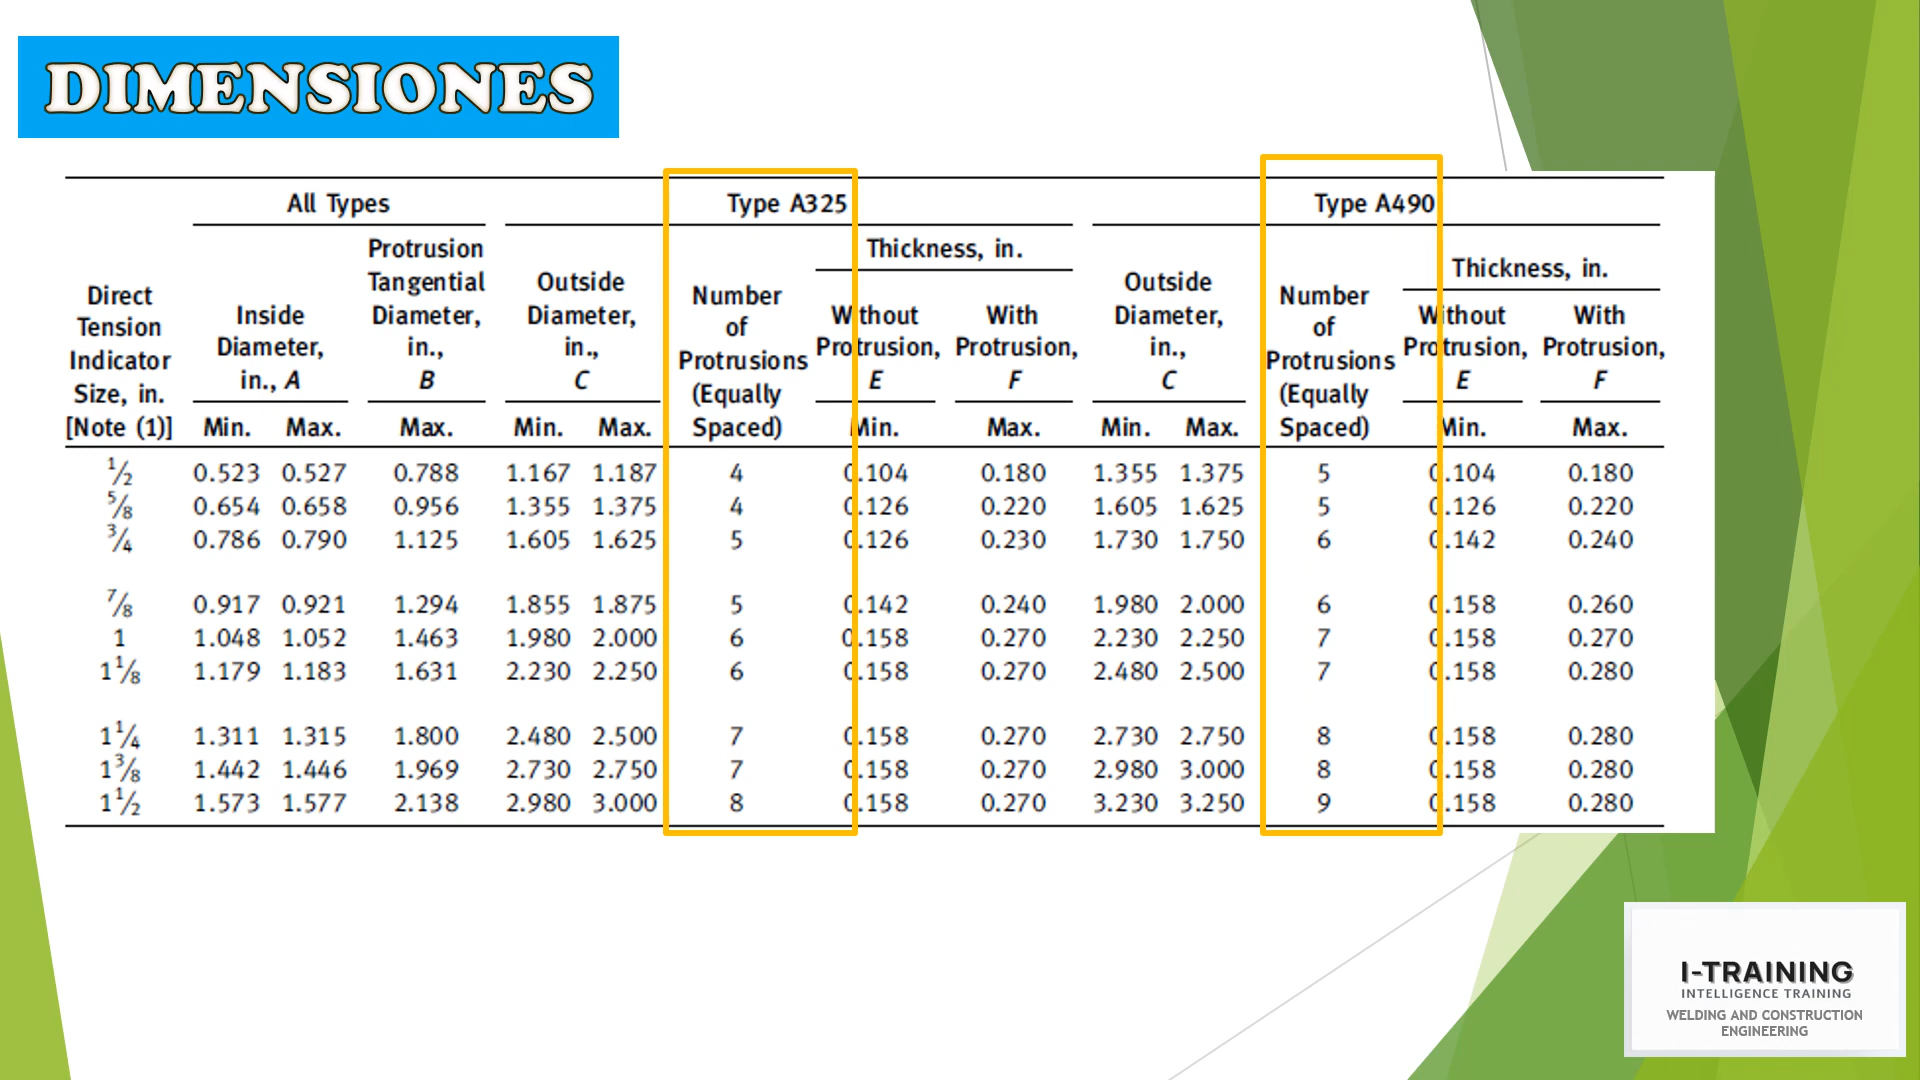 DIMENSIONES
All Types Type A325 Type A490
Direct Tension Indicator Size, in. [Note (1)]
Inside Diameter, in., A
Protrusion Tangential Diameter, in., B
Outside Diameter, in., C
Number of Protrusions (Equally Spaced)
Thickness, in.
Without Protrusion, E
With Protrusion, F
Outside Diameter, in., C
Number of Protrusions (Equally Spaced)
Thickness, in.
Without Protrusion, E
With Protrusion, F
Min. Max. Max. Min. Max. Min. Max. Min. Max. Min. Max.
1/2 0.523 0.527 0.788 1.167 1.187 4 0.104 0.180 1.355 1.375 5 0.104 0.180
5/8 0.654 0.658 0.956 1.355 1.375 4 0.126 0.220 1.605 1.625 5 0.126 0.220
3/4 0.786 0.790 1.125 1.605 1.625 5 0.126 0.230 1.730 1.750 6 0.142 0.240
7/8 0.917 0.921 1.294 1.855 1.875 5 0.142 0.240 1.980 2.000 6 0.158 0.260
1 1.048 1.052 1.463 1.980 2.000 6 0.158 0.270 2.230 2.250 7 0.158 0.270
1 1/8 1.179 1.183 1.631 2.230 2.250 6 0.158 0.270 2.480 2.500 7 0.158 0.280
1 1/4 1.311 1.315 1.800 2.480 2.500 7 0.158 0.270 2.730 2.750 8 0.158 0.280
1 3/8 1.442 1.446 1.969 2.730 2.750 7 0.158 0.270 2.980 3.000 8 0.158 0.280
1 1/2 1.573 1.577 2.138 2.980 3.000 8 0.158 0.270 3.230 3.250 9 0.158 0.280
I-TRAINING
INTELLIGENCE TRAINING
WELDING AND CONSTRUCTION
ENGINEERING